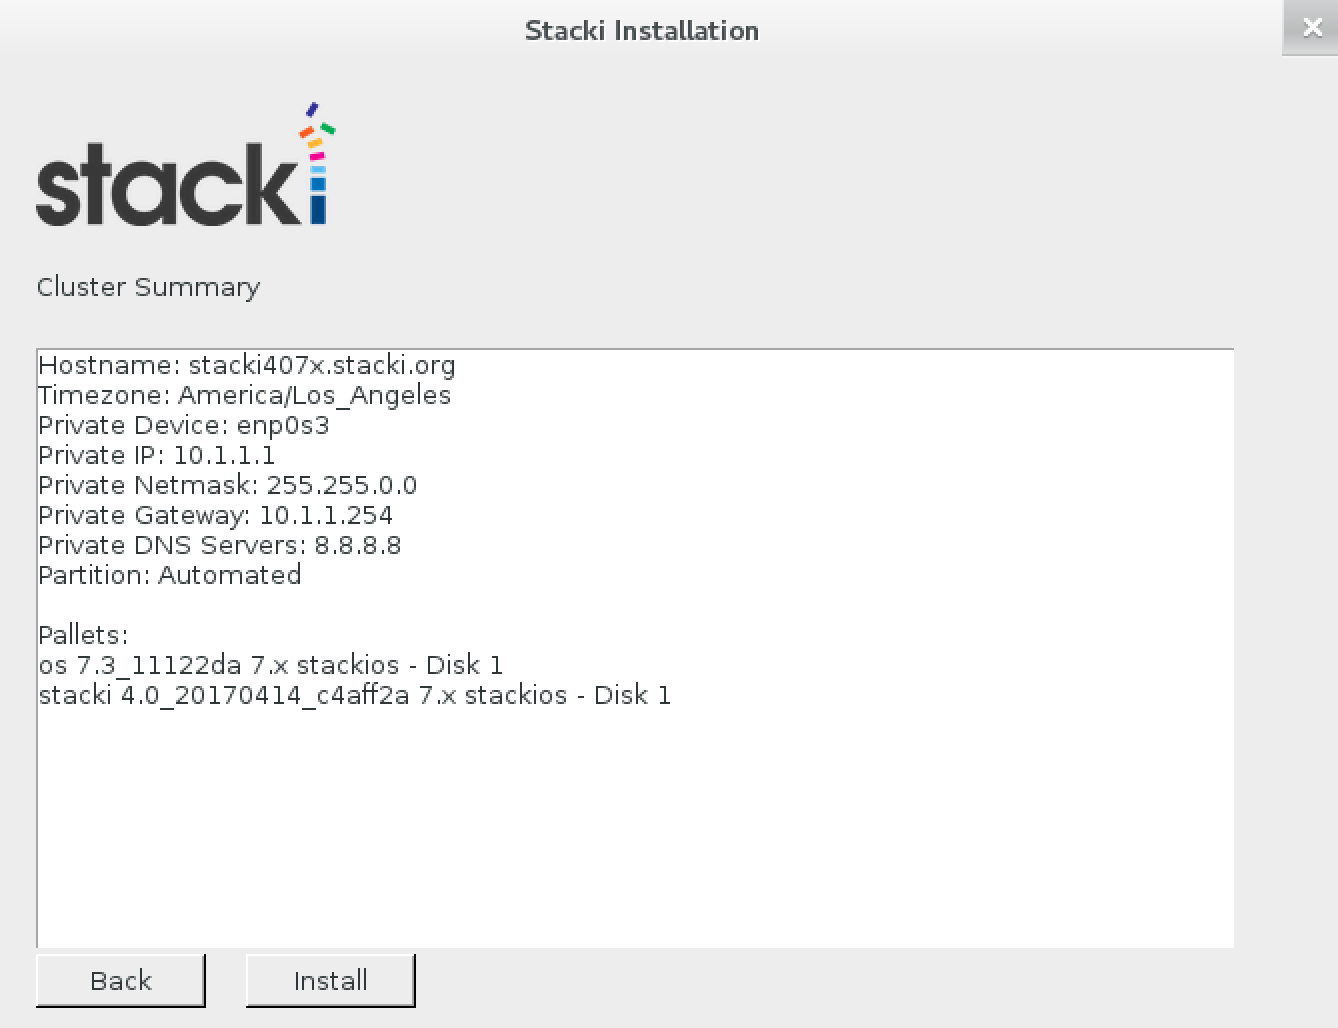 Stacki Installation
stacki
Cluster Summary
Hostname: stacki407x.stacki.org
Timezone: America/Los_Angeles
Private Device: enp0s3
Private IP: 10.1.1.1
Private Netmask: 255.255.0.0
Private Gateway: 10.1.1.254
Private DNS Servers: 8.8.8.8
Partition: Automated
Pallets:
os 7.3_11122da 7.x stackios - Disk 1
stacki 4.0_20170414_c4aff2a 7.x stackios - Disk 1
Back Install